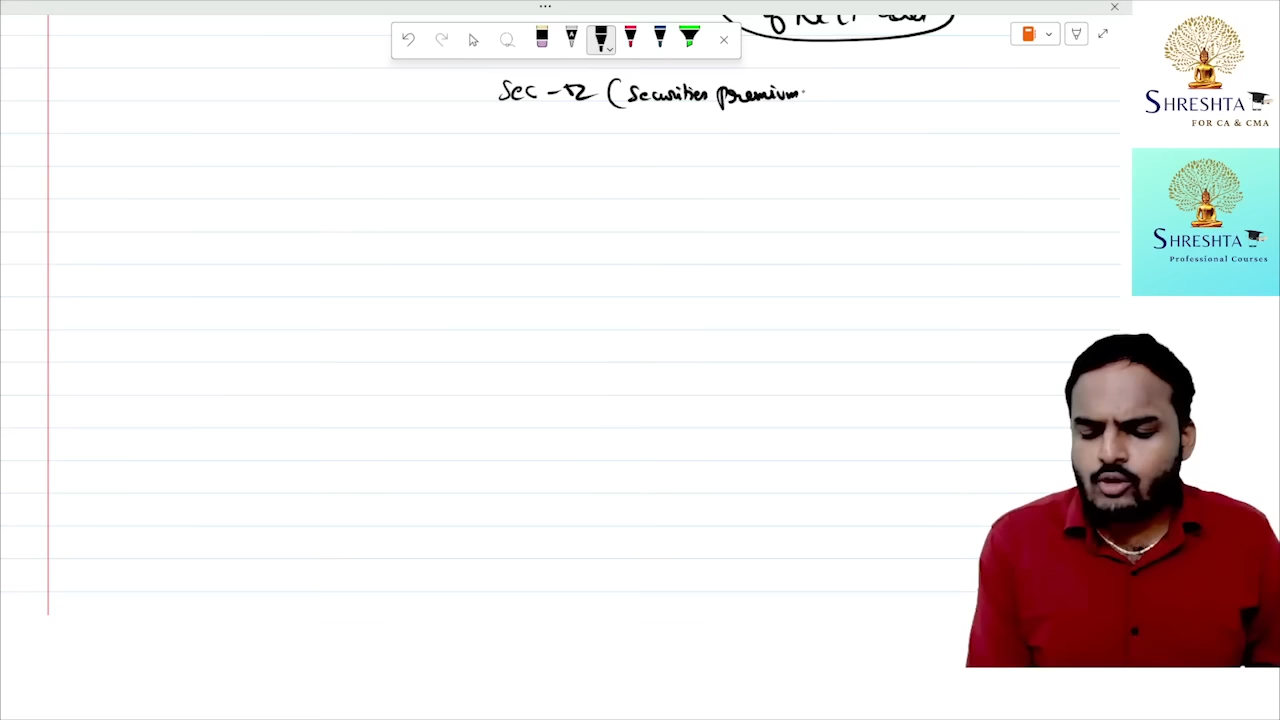 Sec - 52 (Securities premium
SHRESHTA
FOR CA & CMA
SHRESHTA
Professional Courses